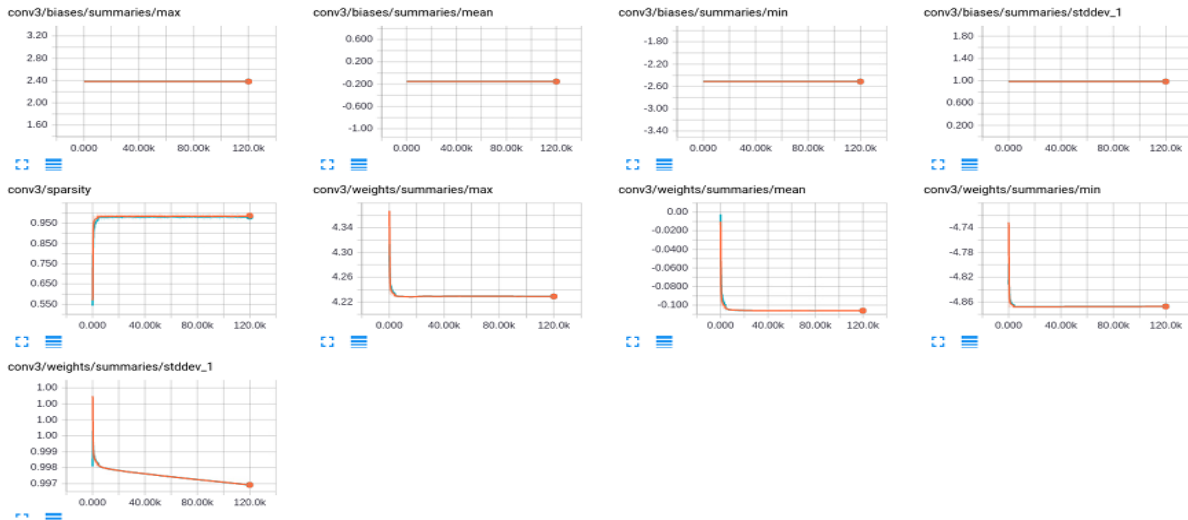 conv3/biases/summaries/max
3.20
2.80
2.40
2.00
1.60
0.000 40.00k 80.00k 120.0k
conv3/biases/summaries/mean
0.600
0.200
-0.200
-0.600
-1.00
0.000 40.00k 80.00k 120.0k
conv3/biases/summaries/min
-1.80
-2.20
-2.60
-3.00
-3.40
0.000 40.00k 80.00k 120.0k
conv3/biases/summaries/stddev_1
1.80
1.40
1.00
0.600
0.200
0.000 40.00k 80.00k 120.0k
conv3/sparsity
0.950
0.850
0.750
0.650
0.550
0.000 40.00k 80.00k 120.0k
conv3/weights/summaries/max
4.34
4.30
4.26
4.22
0.000 40.00k 80.00k 120.0k
conv3/weights/summaries/mean
0.00
-0.0200
-0.0400
-0.0600
-0.0800
-0.100
0.000 40.00k 80.00k 120.0k
conv3/weights/summaries/min
-4.74
-4.78
-4.82
-4.86
0.000 40.00k 80.00k 120.0k
conv3/weights/summaries/stddev_1
1.00
1.00
1.00
1.00
0.999
0.998
0.997
0.000 40.00k 80.00k 120.0k